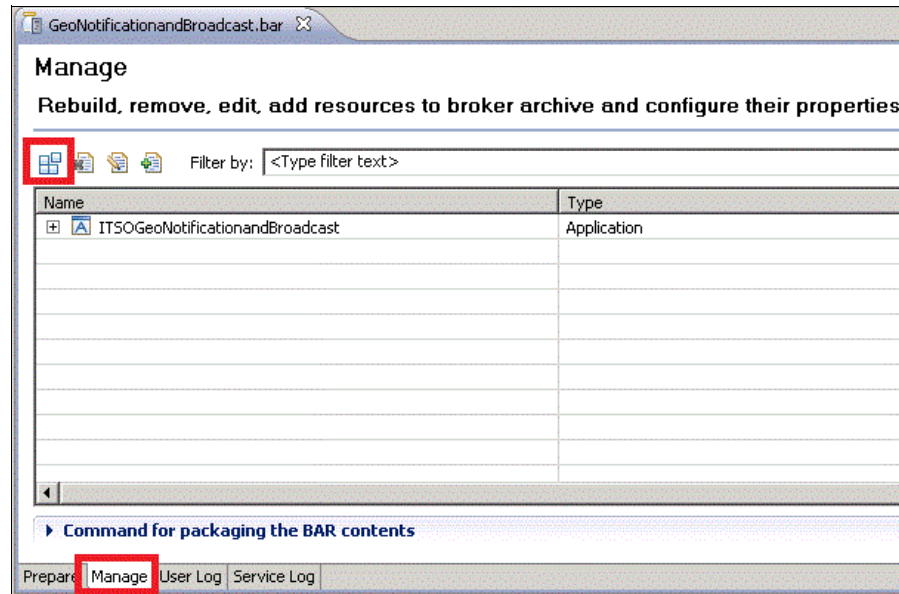 GeoNotificationandBroadcast.bar
Manage
Rebuild, remove, edit, add resources to broker archive and configure their properties
Filter by: <Type filter text>
Name Type
ITSOGeoNotificationandBroadcast Application
Command for packaging the BAR contents
Prepare Manage User Log Service Log